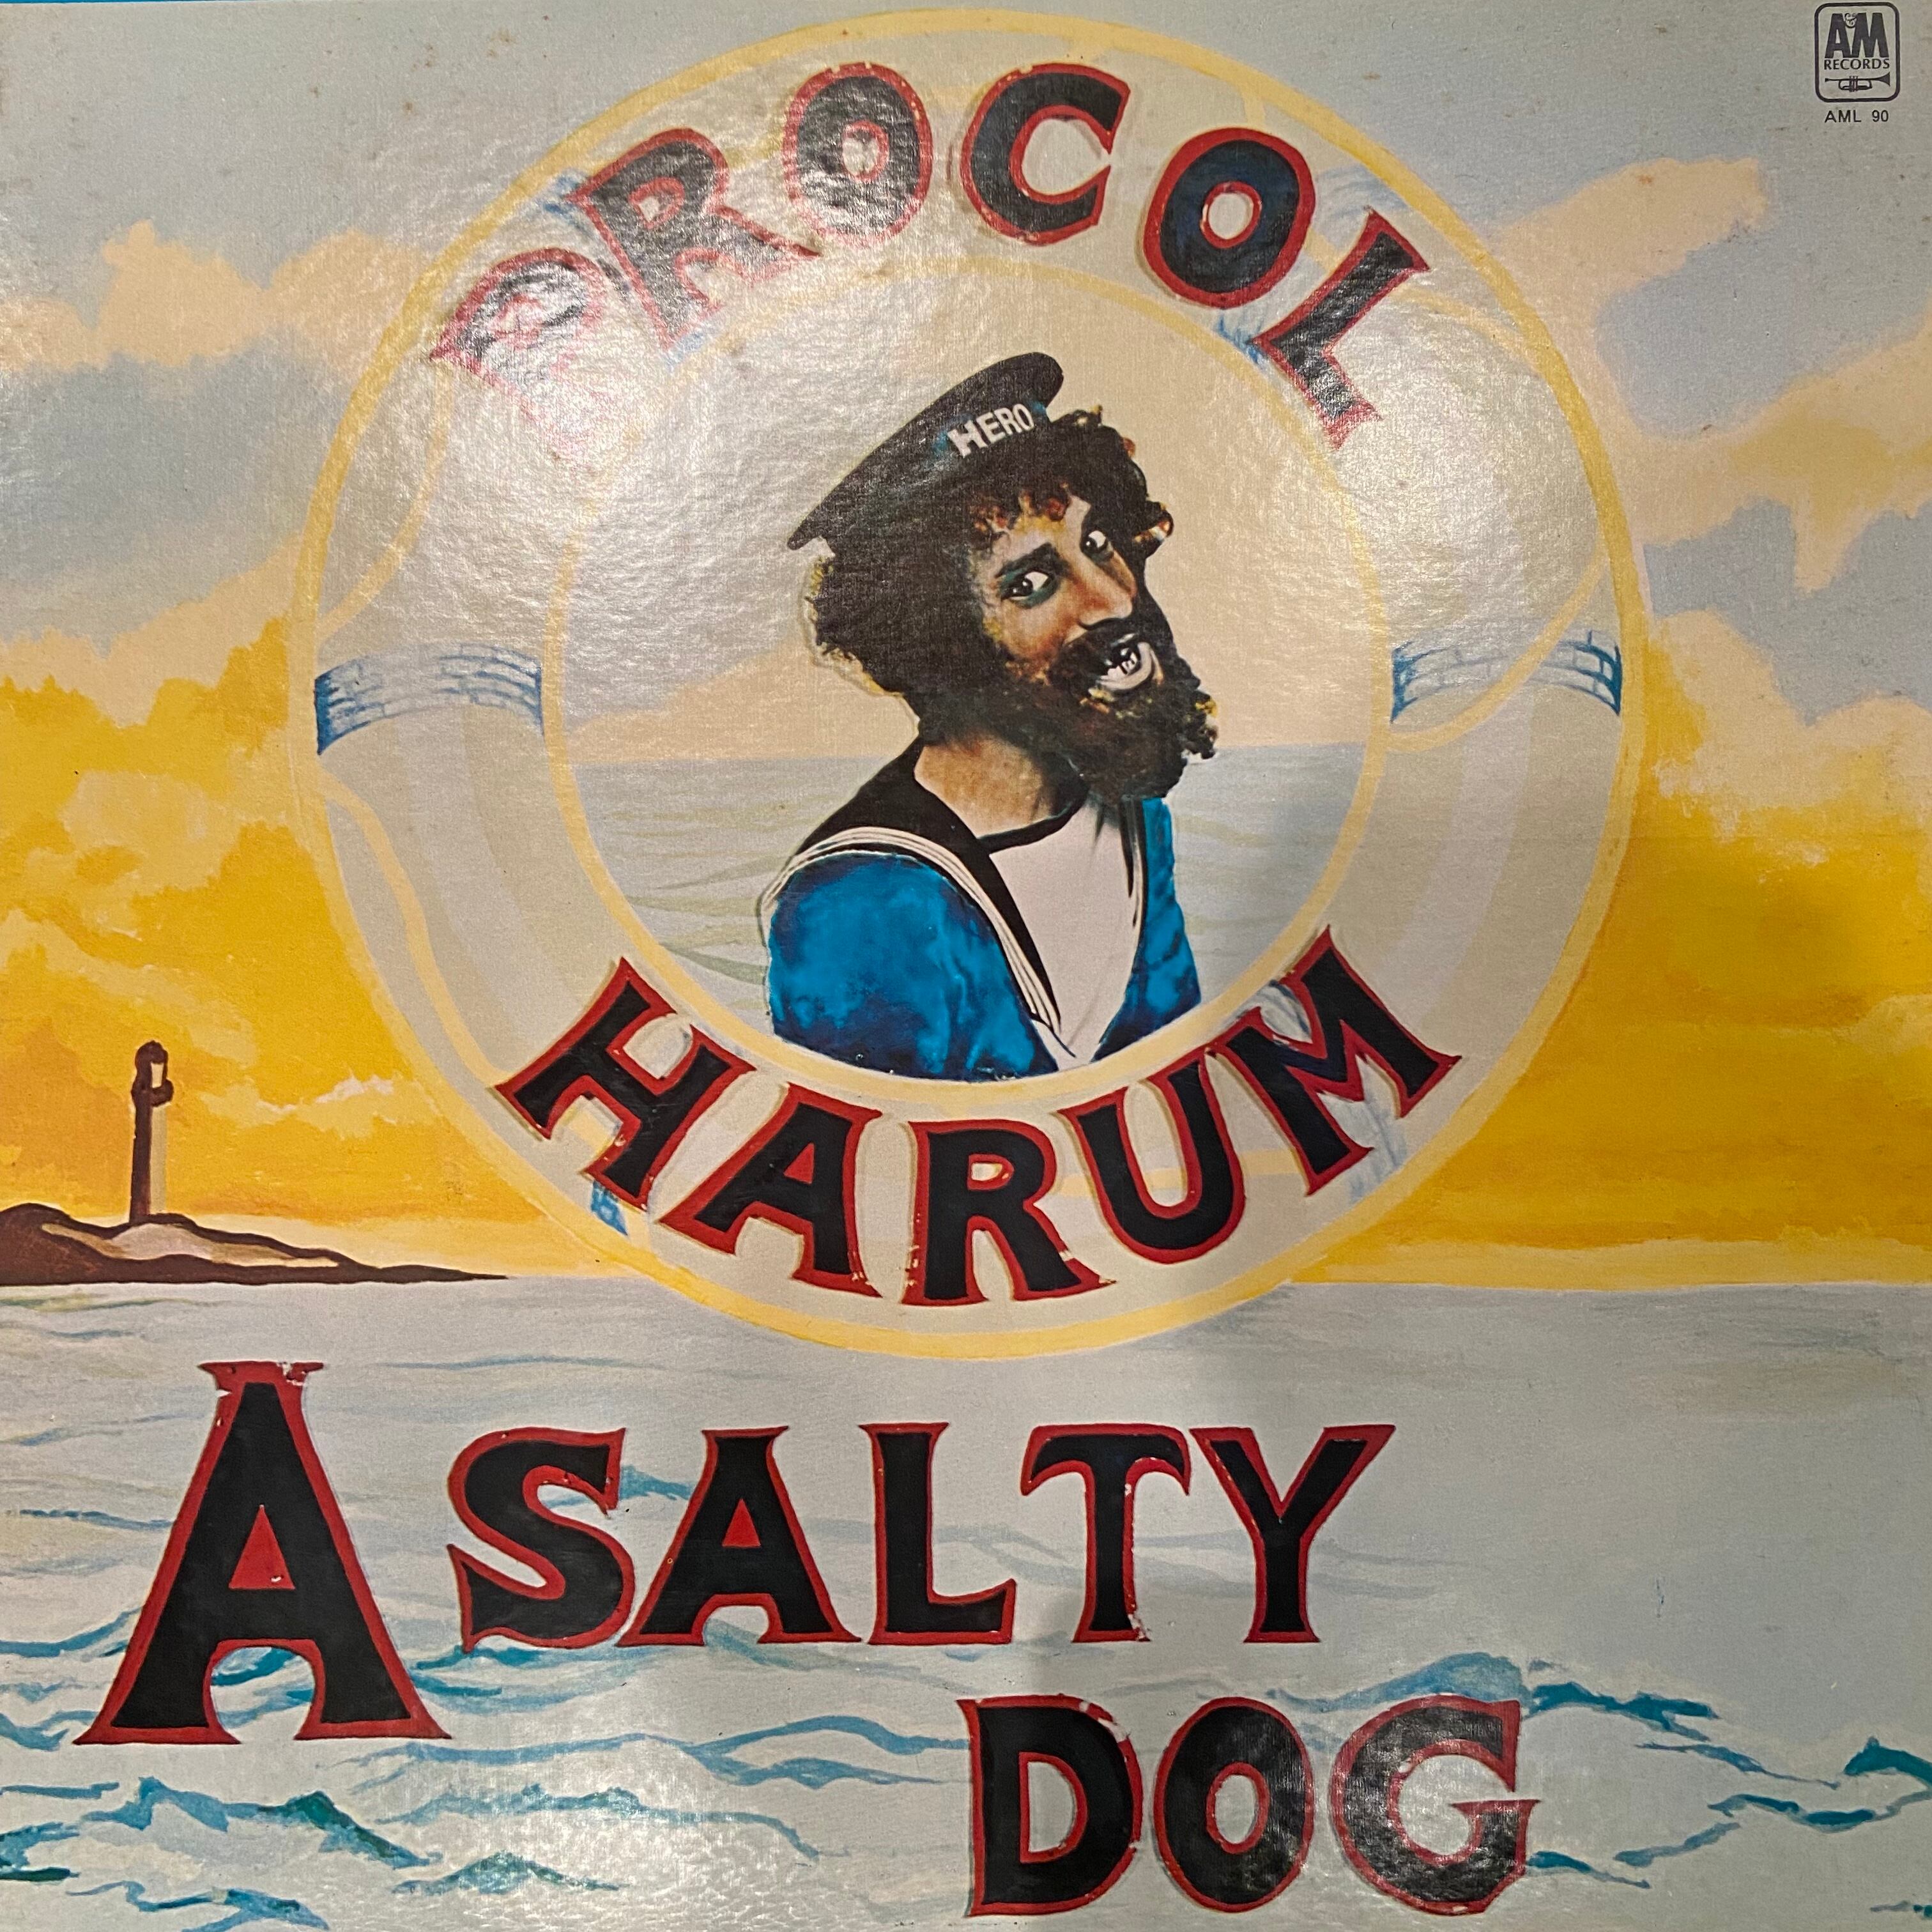 A&M
RECORDS
AML 90
PROCOL
HERO
HARUM
A SALTY
DOG